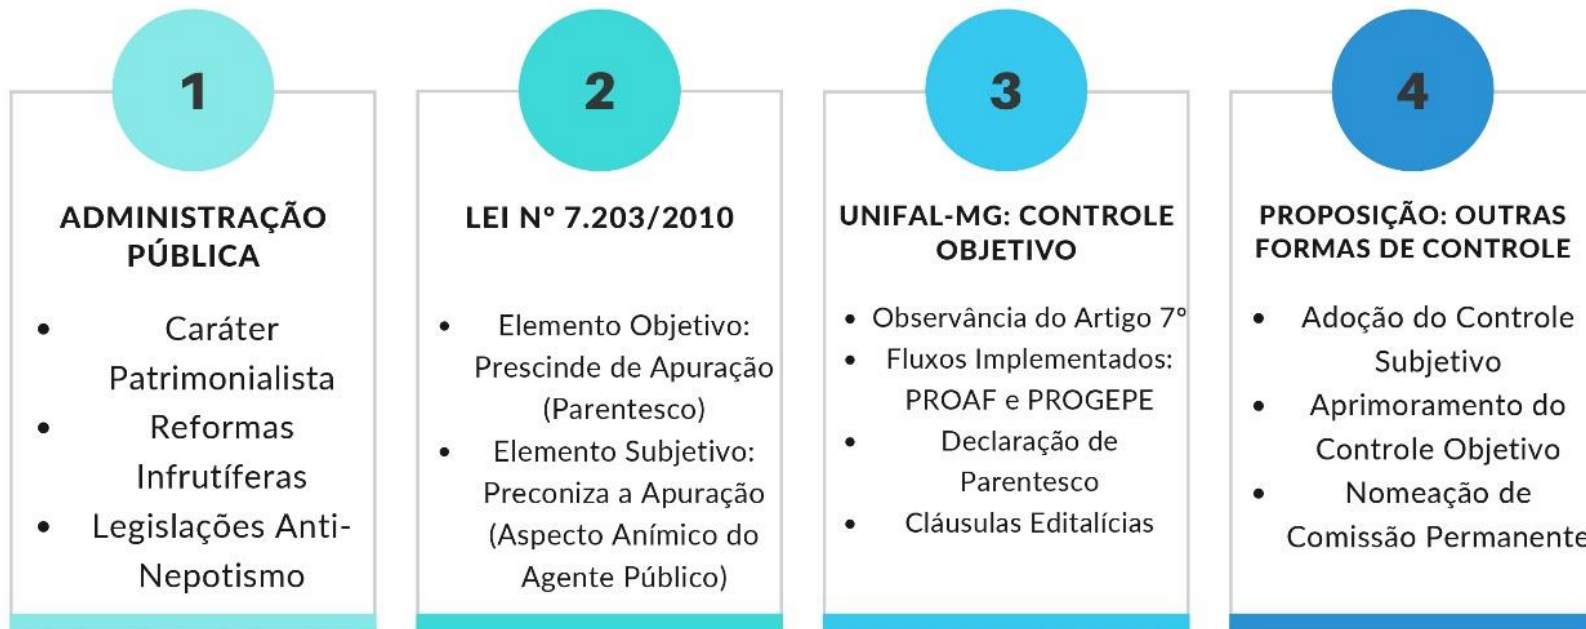 1
ADMINISTRAÇÃO
PÚBLICA
• Caráter
Patrimonialista
• Reformas
Infrutíferas
• Legislações Anti-
Nepotismo
2
LEI Nº 7.203/2010
• Elemento Objetivo:
Prescinde de Apuração
(Parentesco)
• Elemento Subjetivo:
Preconiza a Apuração
(Aspecto Anímico do
Agente Público)
3
UNIFAL-MG: CONTROLE
OBJETIVO
• Observância do Artigo 7º
• Fluxos Implementados:
PROAF e PROGEPE
• Declaração de
Parentesco
• Cláusulas Editalícias
4
PROPOSIÇÃO: OUTRAS
FORMAS DE CONTROLE
• Adoção do Controle
Subjetivo
• Aprimoramento do
Controle Objetivo
• Nomeação de
Comissão Permanente